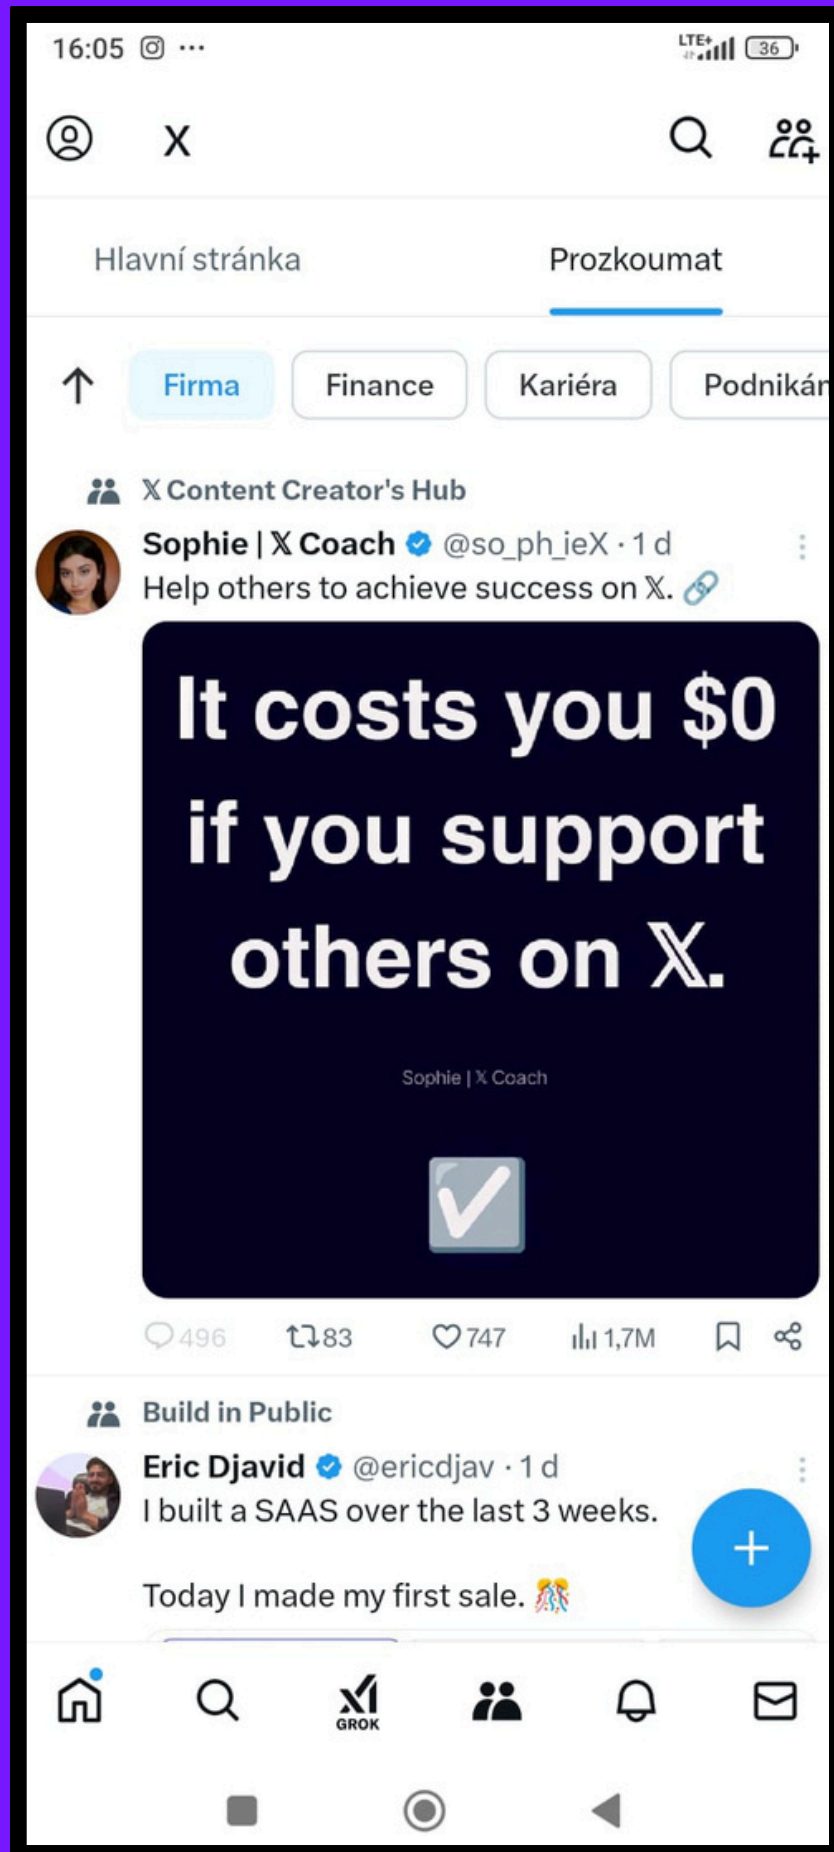 16:05
LTE+
36
X
Hlavní stránka
Prozkoumat
Firma
Finance
Kariéra
Podnikán
𝕏 Content Creator's Hub
Sophie | 𝕏 Coach @so_ph_ieX · 1 d
Help others to achieve success on 𝕏. 🔗
It costs you $0
if you support
others on 𝕏.
Sophie | 𝕏 Coach
496
83
747
1,7M
Build in Public
Eric Djavid @ericdjav · 1 d
I built a SAAS over the last 3 weeks.
Today I made my first sale. 🎊
GROK